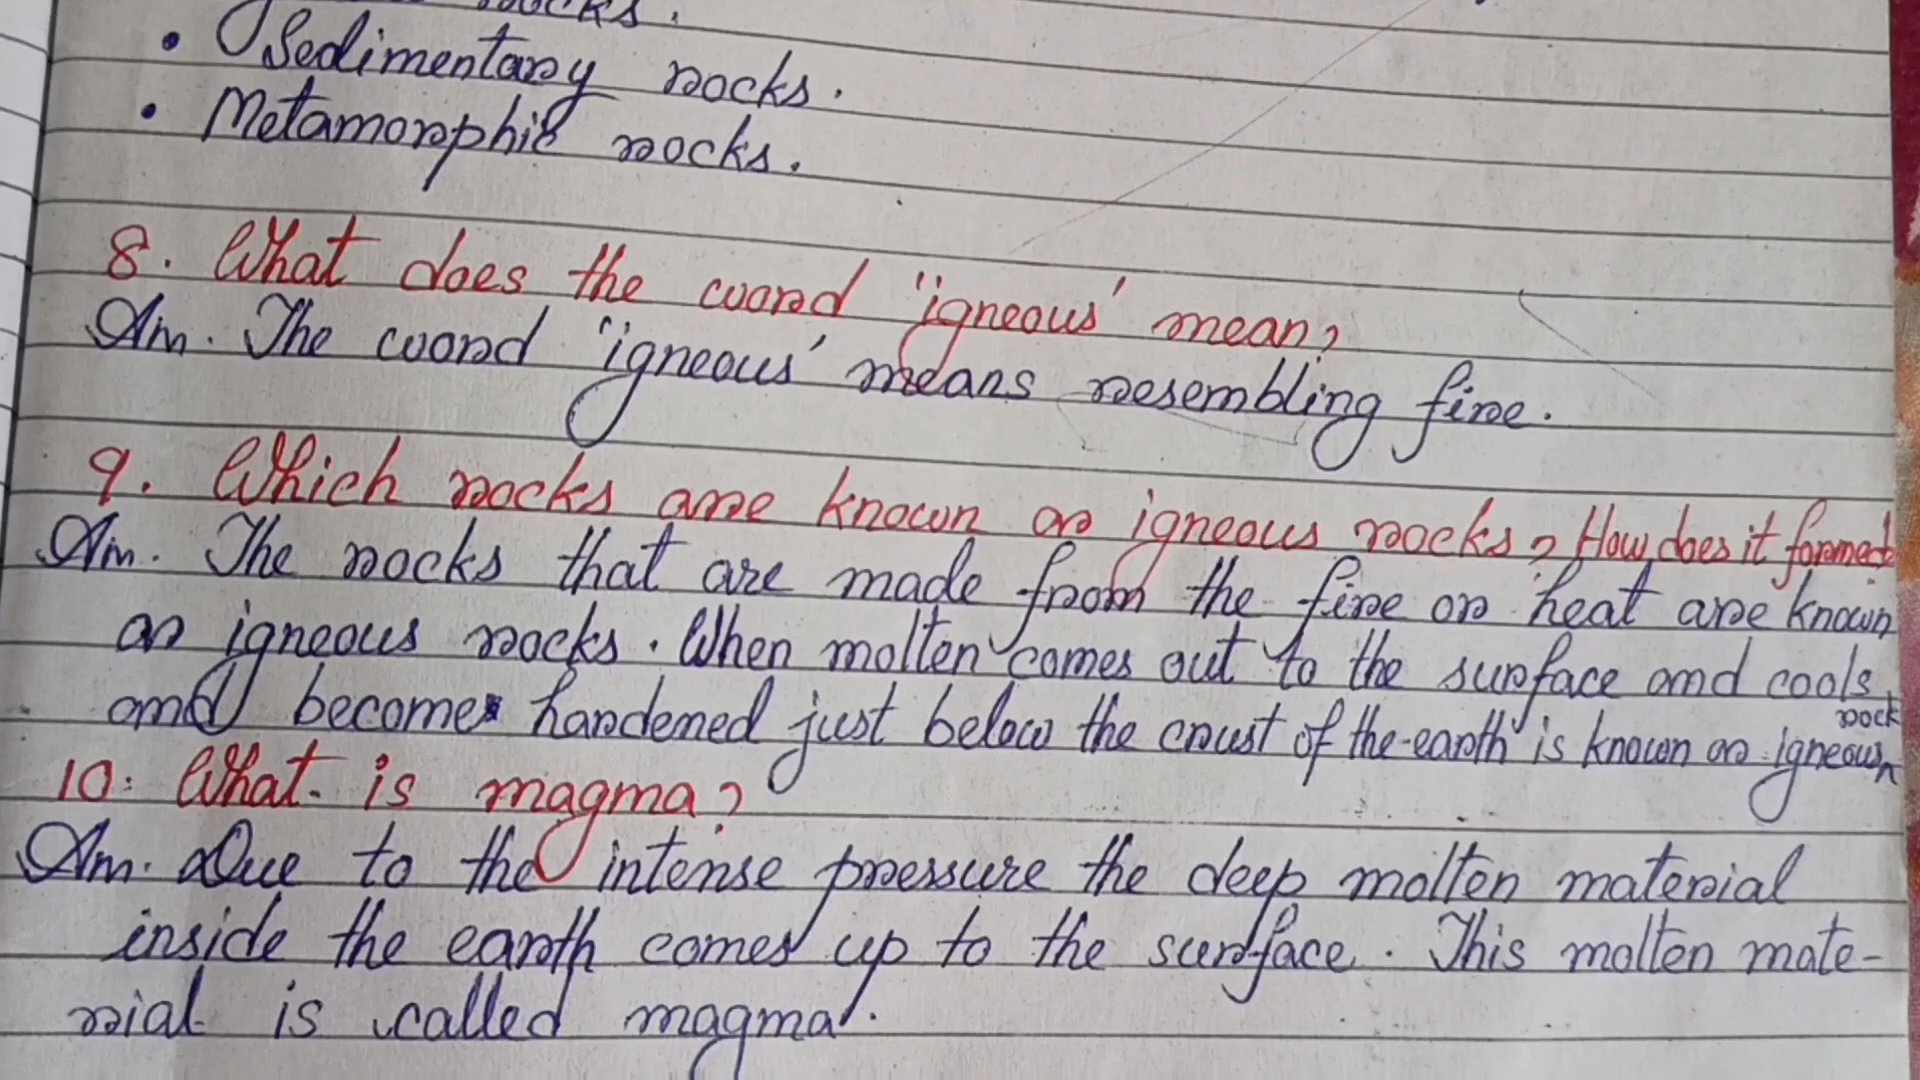 rocks.
• Sedimentary rocks.
• Metamorphic rocks.
8. What does the word 'igneous' mean?
Ans. The word 'igneous' means resembling fire.
9. Which rocks are known as igneous rocks? How does it formed
Ans. The rocks that are made from the fire or heat are known
as igneous rocks. When molten comes out to the surface and cools
and become hardened just below the crust of the earth is known as igneous rock
10. What is magma?
Ans. Due to the intense pressure the deep molten material
inside the earth comes up to the surface. This molten mate-
rial is called magma.